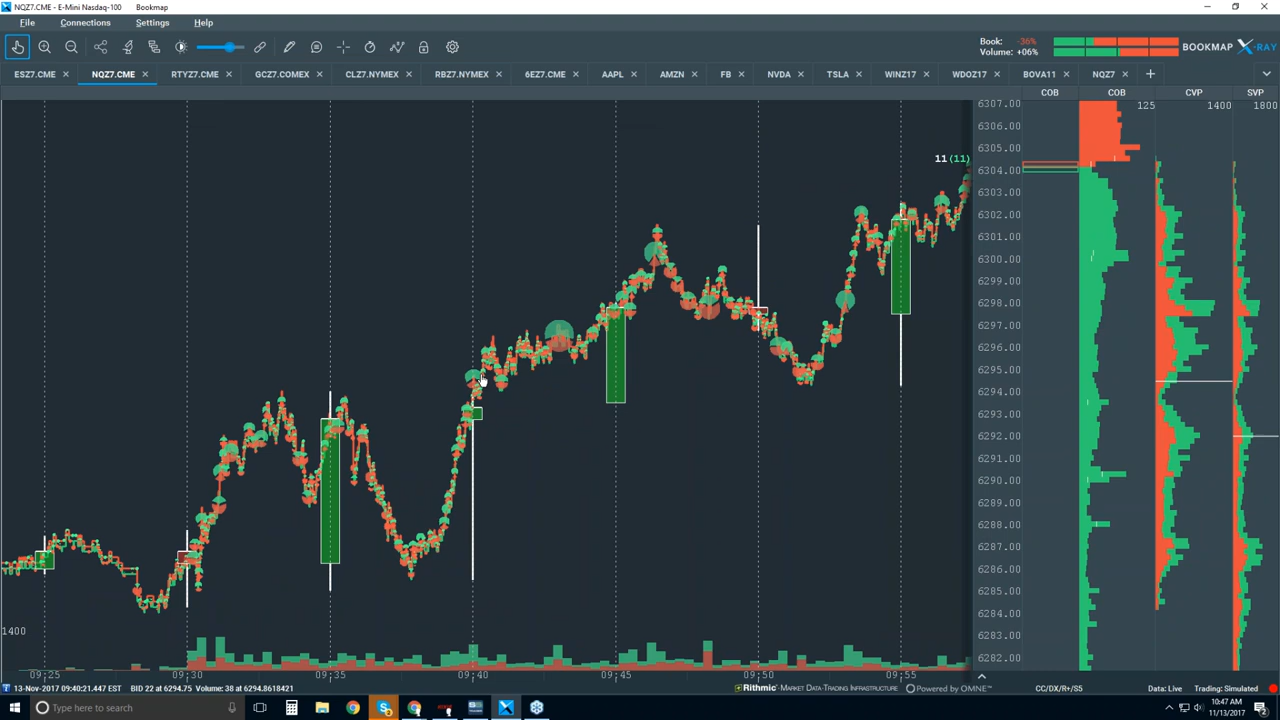 NQZ7.CME - E-Mini Nasdaq-100 Bookmap
File Connections Settings Help
Book: -36%
Volume: +06%
BOOKMAP X-RAY
ESZ7.CME × NQZ7.CME × RTYZ7.CME × GCZ7.COMEX × CLZ7.NYMEX × RBZ7.NYMEX × 6EZ7.CME × AAPL × AMZN × FB × NVDA × TSLA × WINZ17 × WDOZ17 × BOVA11 × NQZ7 ×
COB COB CVP SVP
125 1400 1800
6307.00
6306.00
6305.00
11 (11)
6304.00
6303.00
6302.00
6301.00
6300.00
6299.00
6298.00
6297.00
6296.00
6295.00
6294.00
6293.00
6292.00
6291.00
6290.00
6289.00
6288.00
6287.00
6286.00
6285.00
6284.00
1400
6283.00
6282.00
09:25 09:30 09:35 09:40 09:45 09:50 09:55
13-Nov-2017 09:40:21.447 EST BID 22 at 6294.75 Volume: 38 at 6294.8618421 Rithmic - MARKET DATA-TRADING INFRASTRUCTURE Powered by OMNE™ CC/DX/R+/S5 Data: Live Trading: Simulated
Type here to search
10:47 AM
11/13/2017
2